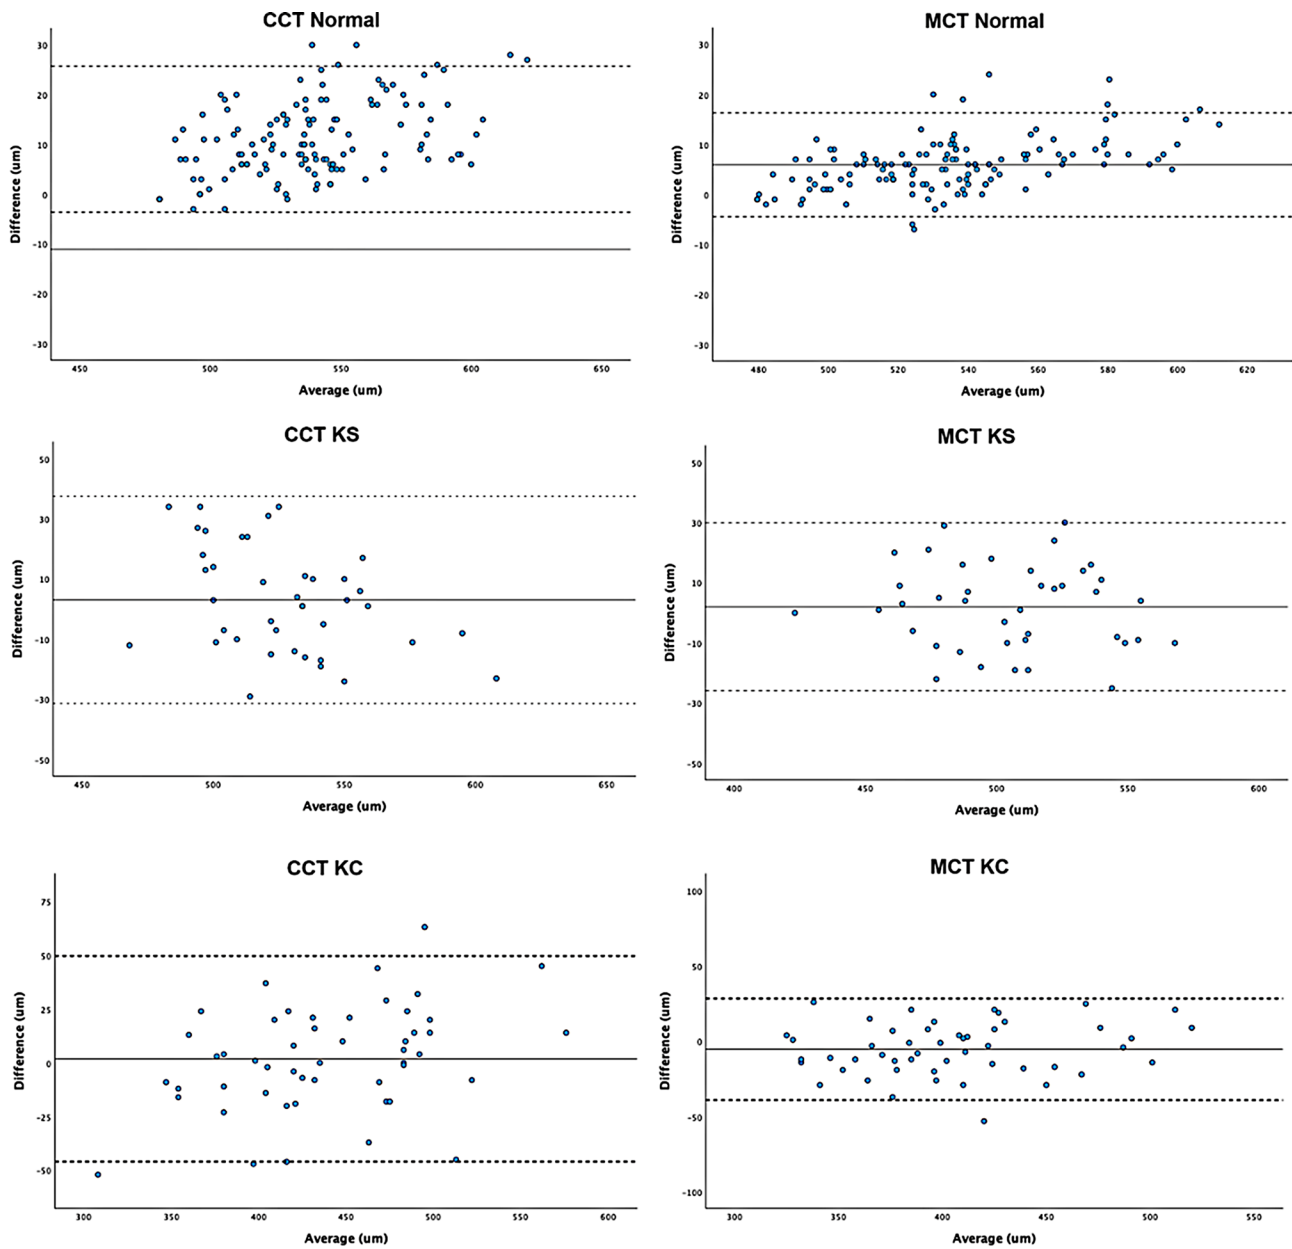 CCT Normal
30
20
10
0
-10
-20
-30
Difference (um)
450 500 550 600 650
Average (um)
MCT Normal
30
20
10
0
-10
-20
-30
Difference (um)
480 500 520 540 560 580 600 620
Average (um)
CCT KS
50
30
10
-10
-30
-50
Difference (um)
450 500 550 600 650
Average (um)
MCT KS
50
30
10
-10
-30
-50
Difference (um)
400 450 500 550 600
Average (um)
CCT KC
75
50
25
0
-25
-50
Difference (um)
300 350 400 450 500 550 600
Average (um)
MCT KC
100
50
0
-50
-100
Difference (um)
300 350 400 450 500 550
Average (um)